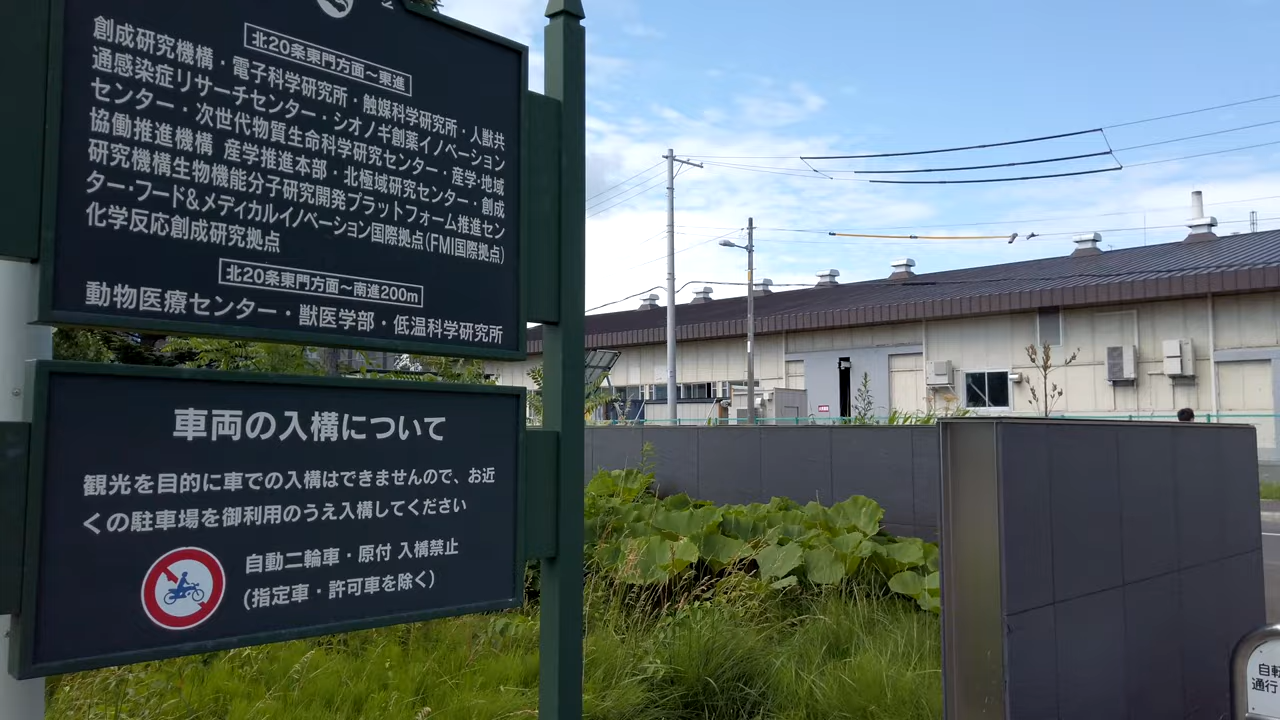 北20条東門方面～東進
創成研究機構・電子科学研究所・触媒科学研究所・人獣共
通感染症リサーチセンター・シオノギ創薬イノベーション
センター・次世代物質生命科学研究センター・産学・地域
協働推進機構 産学推進本部・北極域研究センター・創成
研究機構生物機能分子研究開発プラットフォーム推進セン
ター・フード&メディカルイノベーション国際拠点(FMI国際拠点)
化学反応創成研究拠点
北20条東門方面～南進200m
動物医療センター・獣医学部・低温科学研究所
車両の入構について
観光を目的に車での入構はできませんので、お近
くの駐車場を御利用のうえ入構してください
自動二輪車・原付 入構禁止
(指定車・許可車を除く)
自転
通行